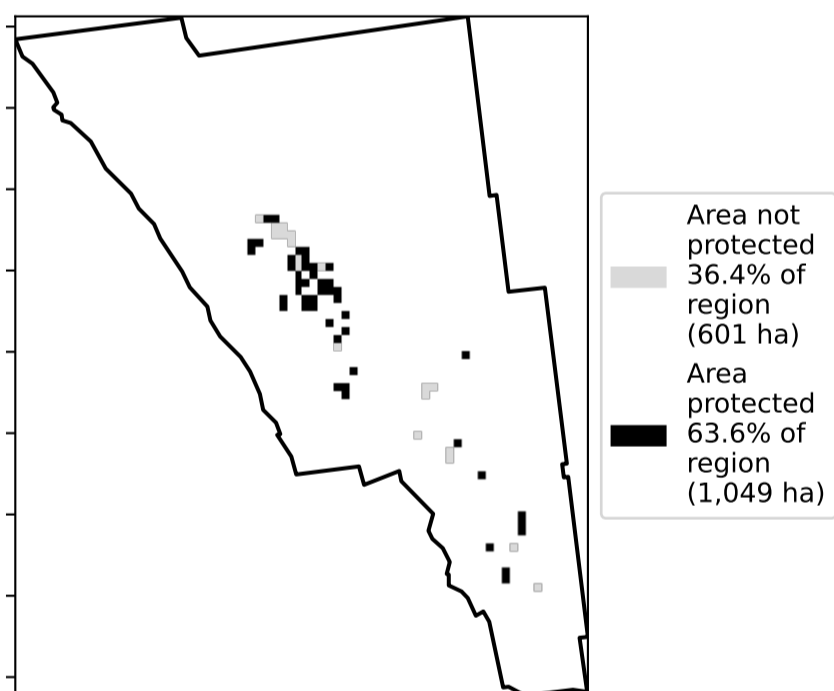 Area not
protected
36.4% of
region
(601 ha)
Area
protected
63.6% of
region
(1,049 ha)